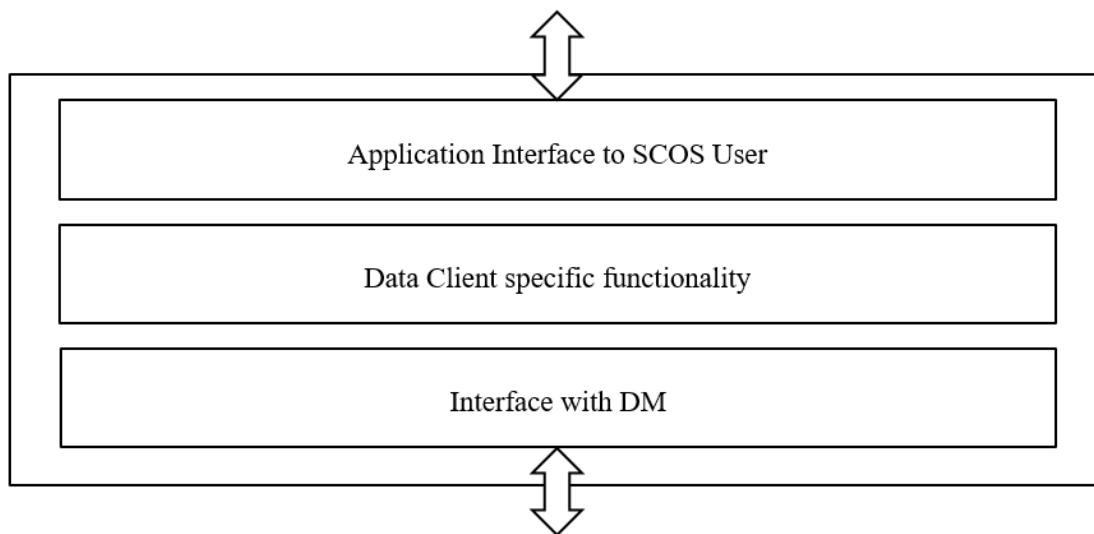 Application Interface to SCOS User
Data Client specific functionality
Interface with DM